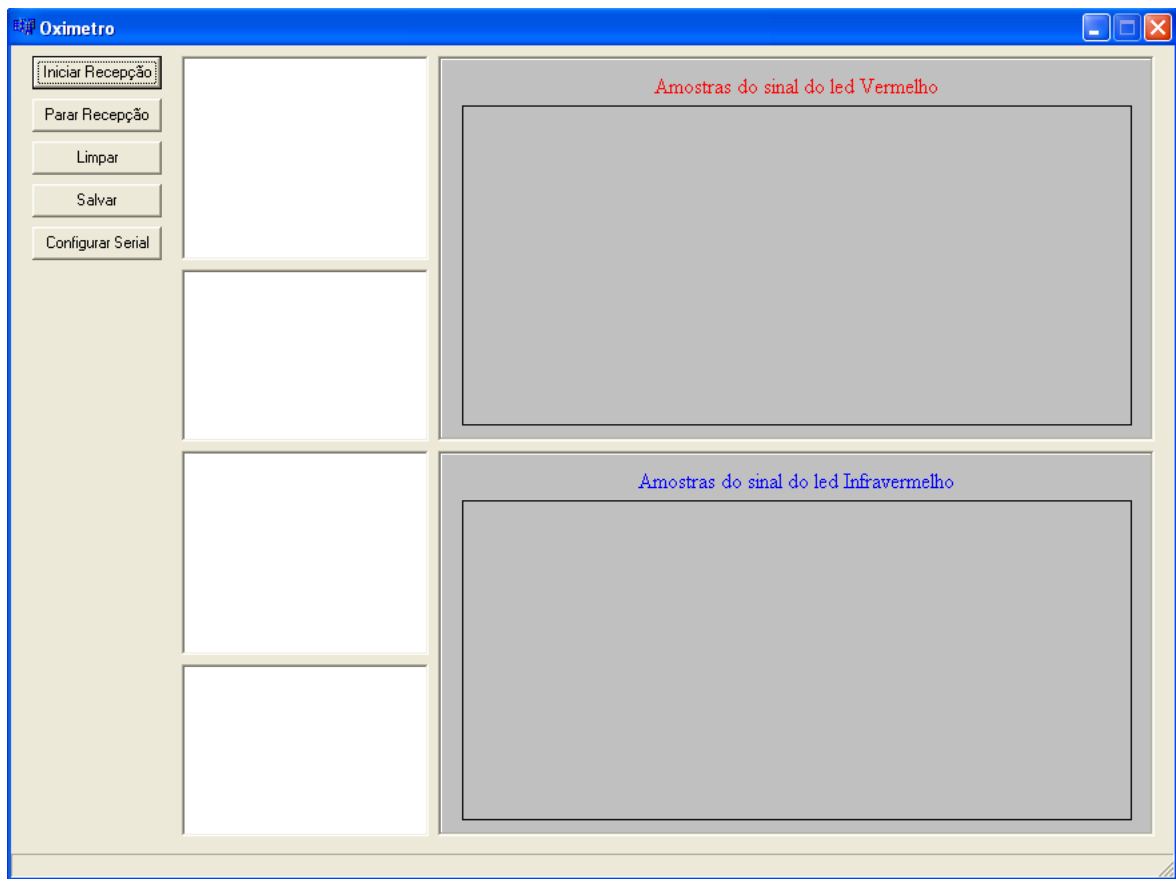 Oximetro
Iniciar Recepção
Parar Recepção
Limpar
Salvar
Configurar Serial
Amostras do sinal do led Vermelho
Amostras do sinal do led Infravermelho